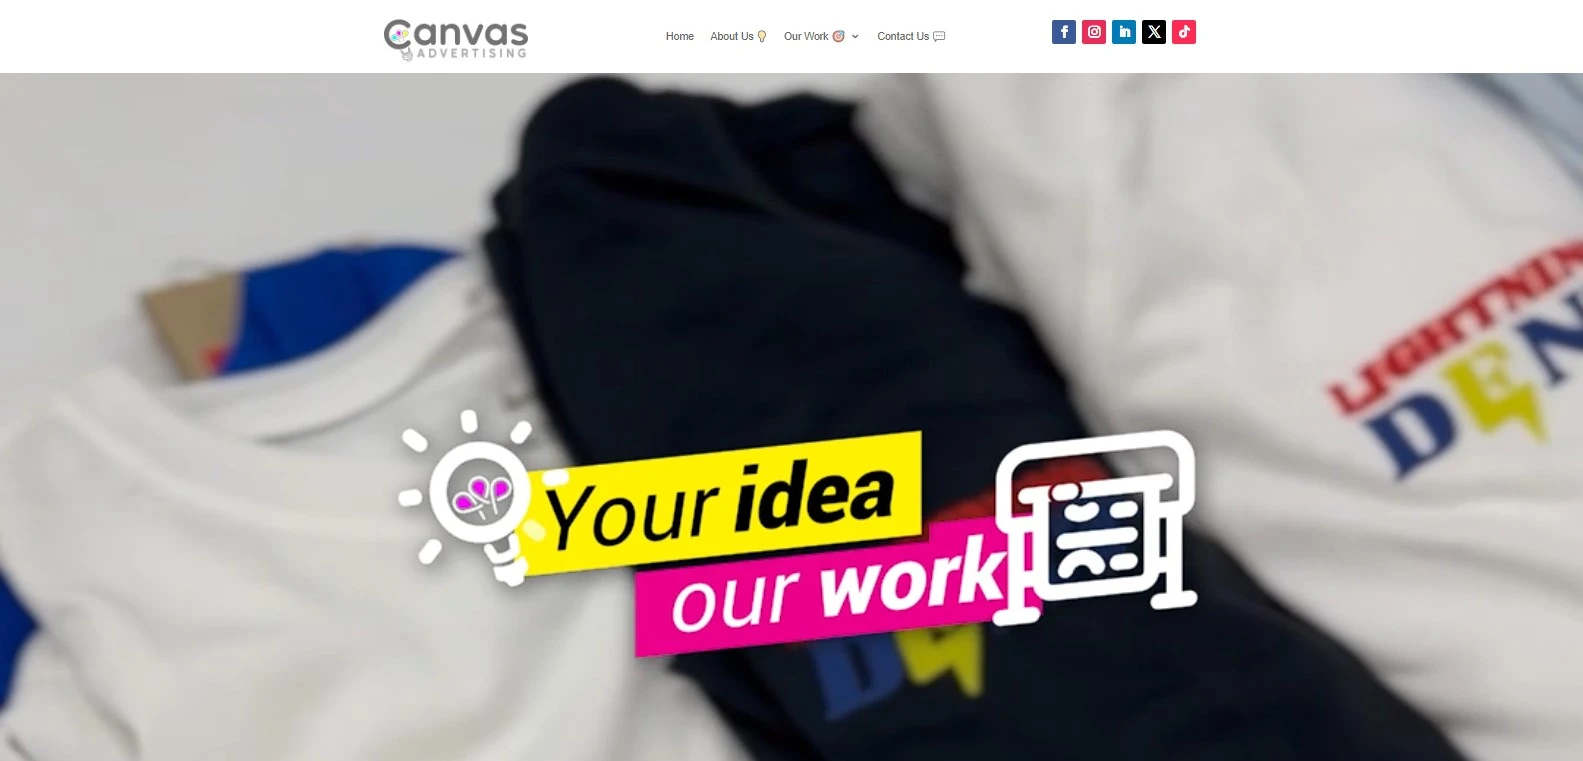 Canvas
ADVERTISING
Home
About Us
Our Work
Contact Us
LIGHTNIN
DEN
Your idea
our work